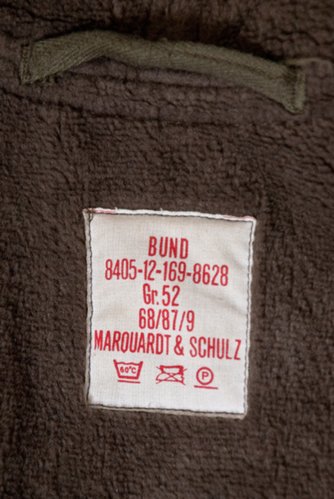 BUND
8405-12-169-8628
Gr. 52
68/87/9
MARQUARDT & SCHULZ
60°C P